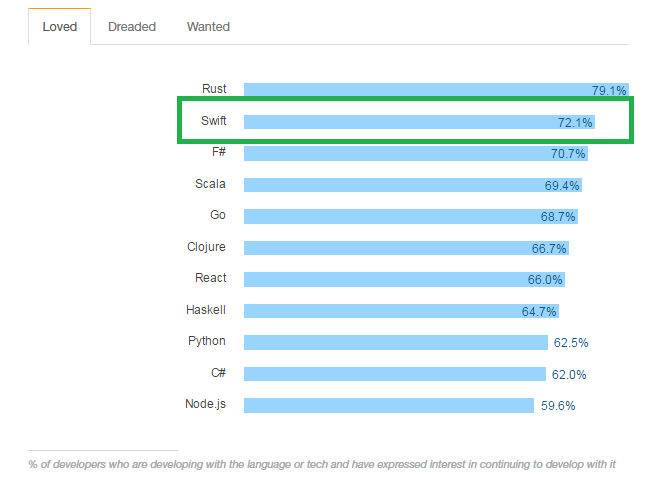 Loved Dreaded Wanted
Rust 79.1%
Swift 72.1%
F# 70.7%
Scala 69.4%
Go 68.7%
Clojure 66.7%
React 66.0%
Haskell 64.7%
Python 62.5%
C# 62.0%
Node.js 59.6%
% of developers who are developing with the language or tech and have expressed interest in continuing to develop with it